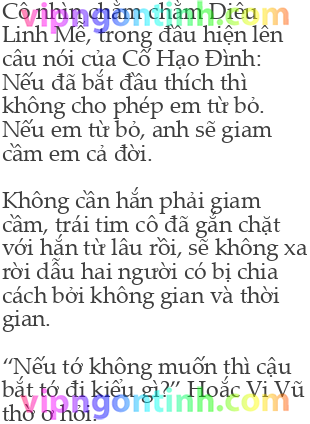 Cô nhìn chằm chằm Diêu
Linh Mễ, trong đầu hiện lên
câu nói của Cố Hạo Đình:
Nếu đã bắt đầu thích thì
không cho phép em từ bỏ.
Nếu em từ bỏ, anh sẽ giam
cầm em cả đời.
Không cần hắn phải giam
cầm, trái tim cô đã gắn chặt
với hắn từ lâu rồi, sẽ không xa
rời dẫu hai người có bị chia
cách bởi không gian và thời
gian.
“Nếu tớ không muốn thì cậu
bắt tớ đi kiểu gì?” Hoắc Vi Vũ
thờ ơ hỏi.
vipngontinh.com
vipngontinh.com